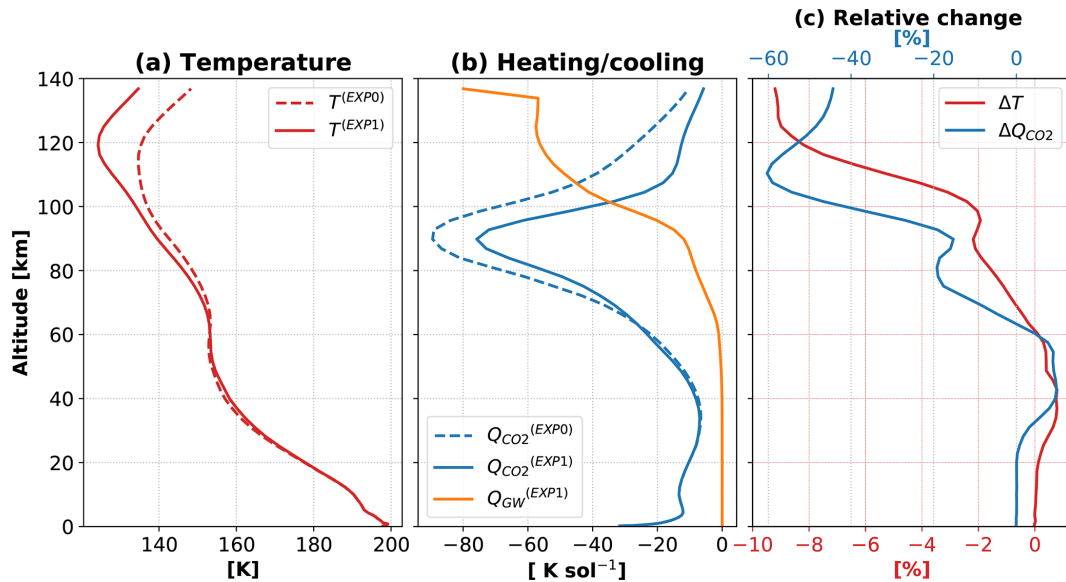 (c) Relative change
[%]
(a) Temperature
(b) Heating/cooling
−60 −40 −20 0
140
120
100
80
60
40
20
0
Altitude [km]
T^(EXP0)
T^(EXP1)
Q_CO2^(EXP0)
Q_CO2^(EXP1)
Q_GW^(EXP1)
ΔT
ΔQ_CO2
140 160 180 200
[K]
−80 −60 −40 −20 0
[ K sol⁻¹]
−10 −8 −6 −4 −2 0
[%]